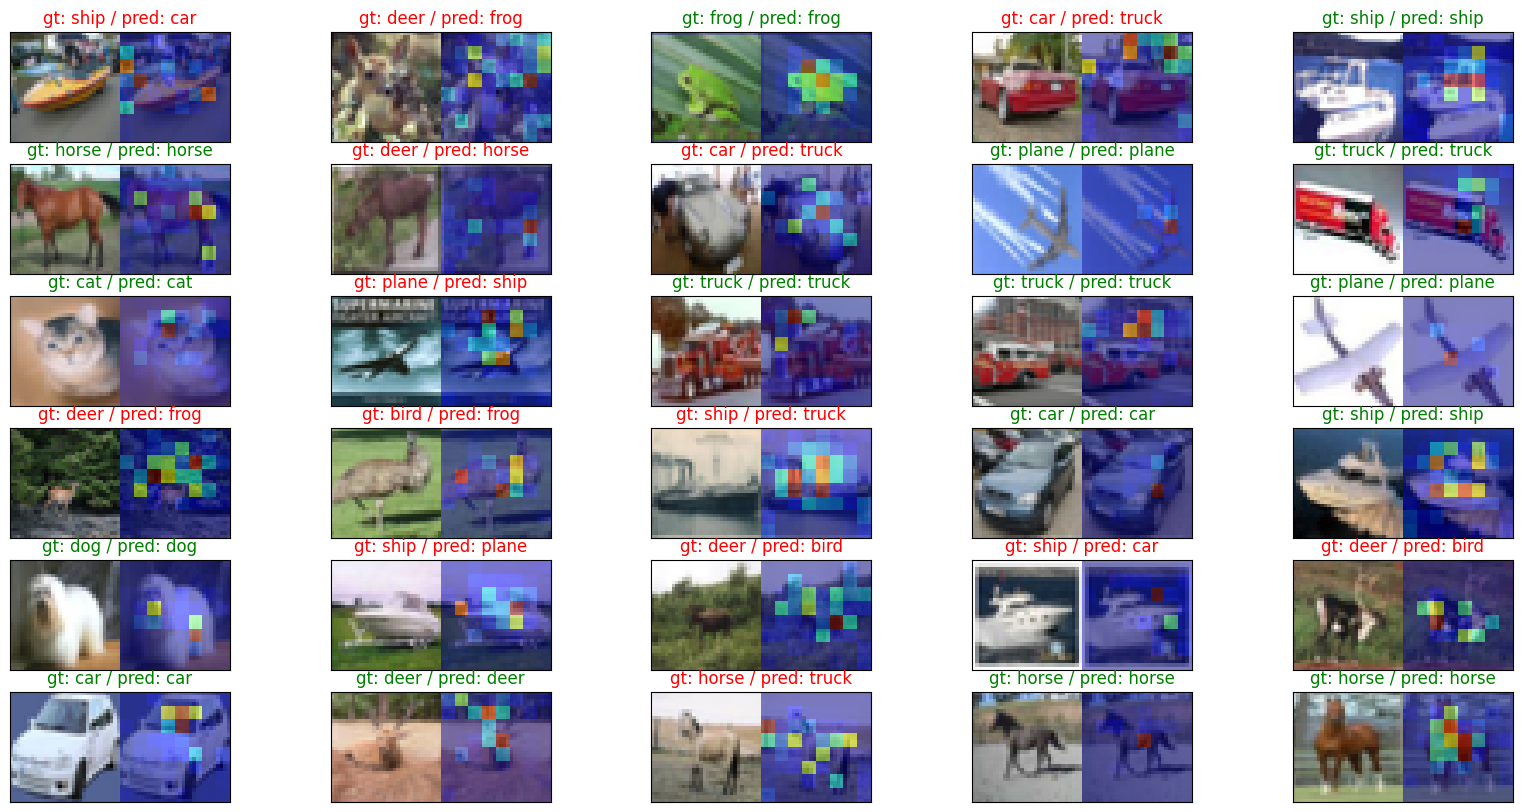 gt: ship / pred: car
gt: deer / pred: frog
gt: frog / pred: frog
gt: car / pred: truck
gt: ship / pred: ship
gt: horse / pred: horse
gt: deer / pred: horse
gt: car / pred: truck
gt: plane / pred: plane
gt: truck / pred: truck
gt: cat / pred: cat
gt: plane / pred: ship
SUPERMARINE
gt: truck / pred: truck
gt: truck / pred: truck
gt: plane / pred: plane
gt: deer / pred: frog
gt: bird / pred: frog
gt: ship / pred: truck
gt: car / pred: car
gt: ship / pred: ship
gt: dog / pred: dog
gt: ship / pred: plane
gt: deer / pred: bird
gt: ship / pred: car
gt: deer / pred: bird
gt: car / pred: car
gt: deer / pred: deer
gt: horse / pred: truck
gt: horse / pred: horse
gt: horse / pred: horse